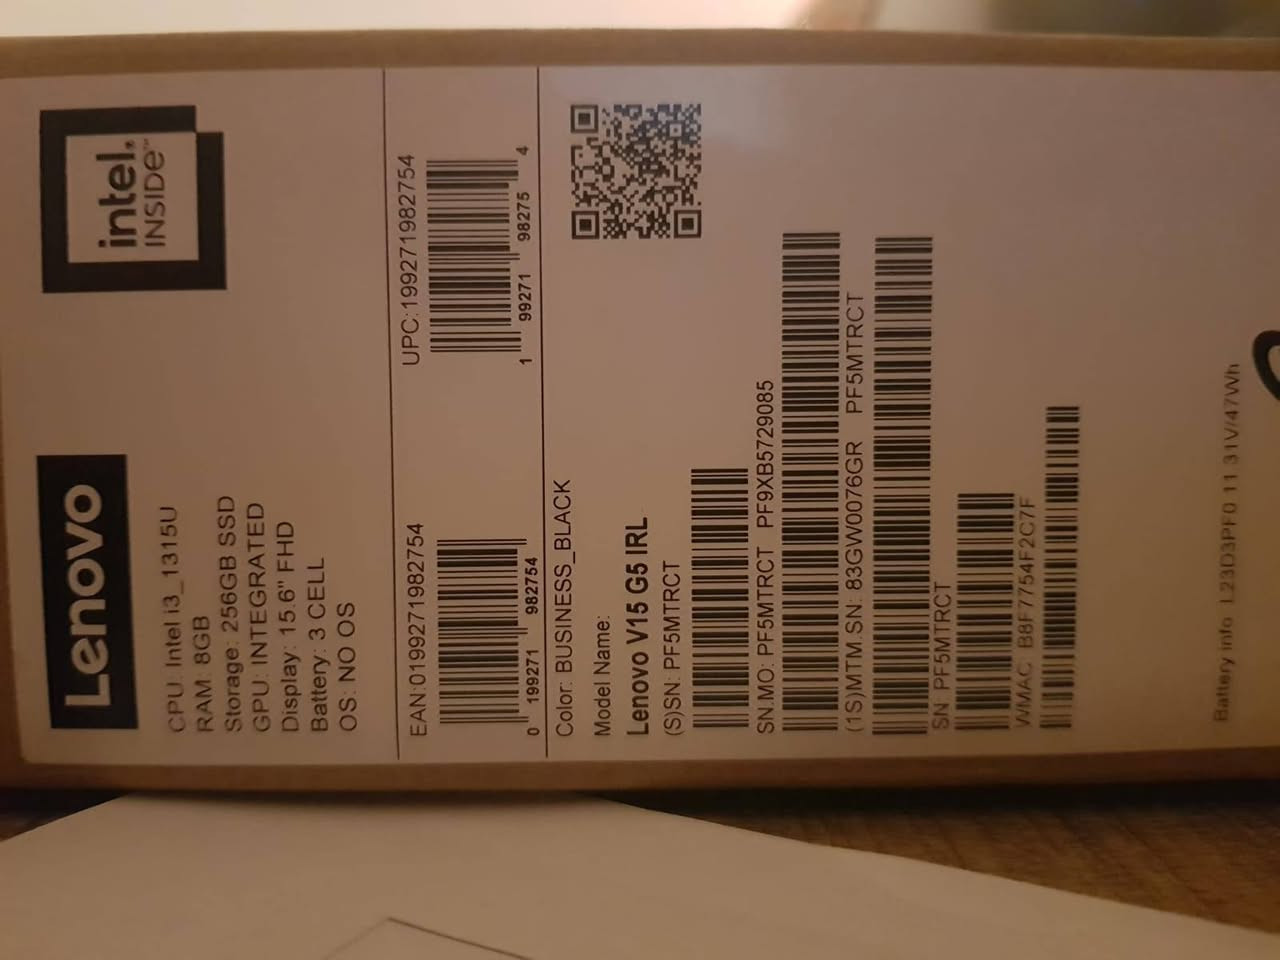 Lenovo
intel.
INSIDE™
CPU: Intel i3_1315U
RAM: 8GB
Storage: 256GB SSD
GPU: INTEGRATED
Display: 15.6" FHD
Battery: 3 CELL
OS: NO OS
EAN:0199271982754
0 199271 982754
UPC:199271982754
1 99271 98275 4
Color: BUSINESS_BLACK
Model Name:
Lenovo V15 G5 IRL
(S)SN: PF5MTRCT
SN.MO: PF5MTRCT PF9XB5729085
(1S)MTM.SN: 83GW0076GR PF5MTRCT
SN PF5MTRCT
WMAC B8F7754F2C7F
Battery Info L23D3PF0 11 31V/47Wh